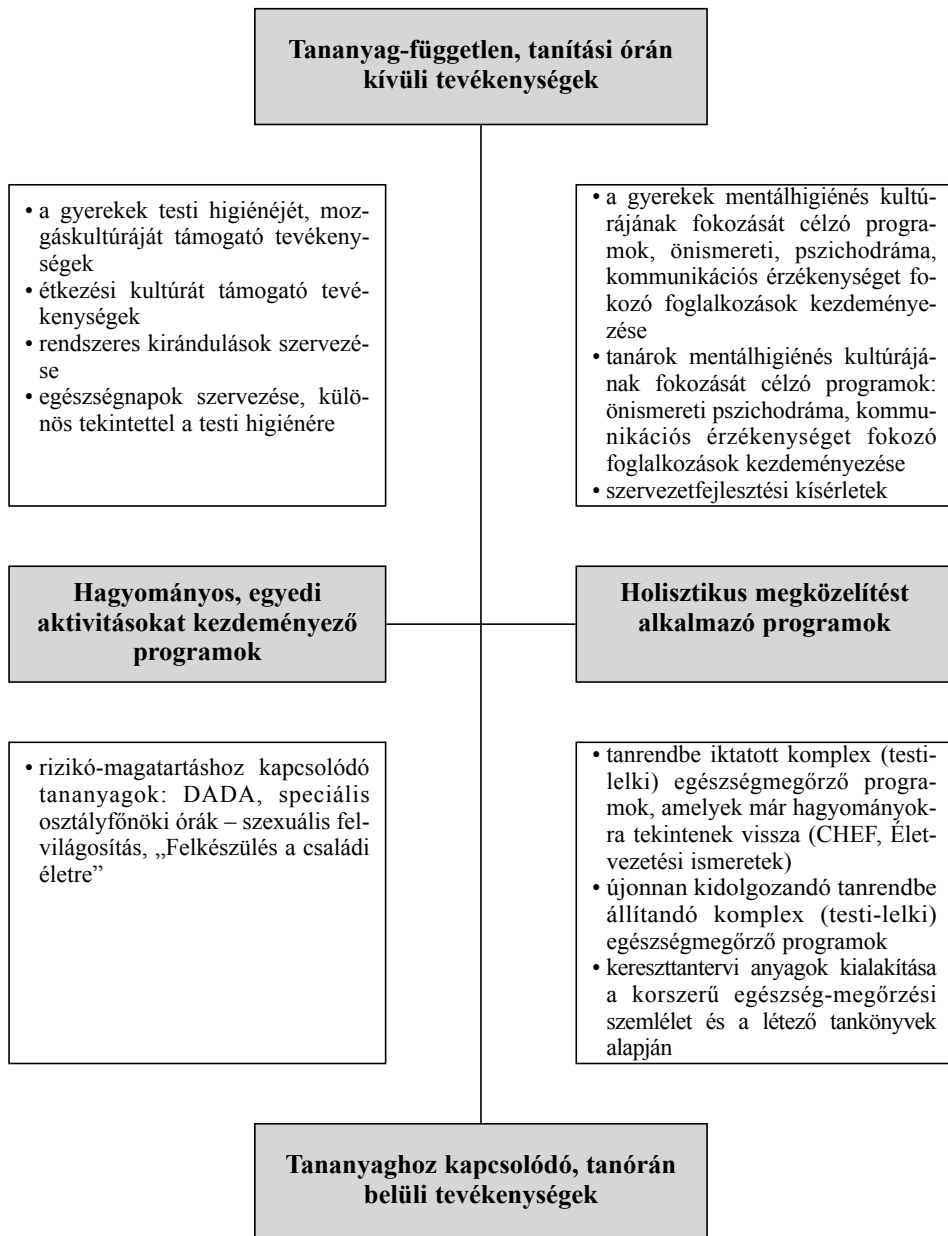 Tananyag-független, tanítási órán
kívüli tevékenységek
• a gyerekek testi higiénéjét, moz-
gáskultúráját támogató tevékeny-
ségek
• étkezési kultúrát támogató tevé-
kenységek
• rendszeres kirándulások szervezé-
se
• egészségnapok szervezése, külö-
nös tekintettel a testi higiénére
• a gyerekek mentálhigiénés kultú-
rájának fokozását célzó progra-
mok, önismereti, pszichodráma,
kommunikációs érzékenységet fo-
kozó foglalkozások kezdeménye-
zése
• tanárok mentálhigiénés kultúrájá-
nak fokozását célzó programok:
önismereti pszichodráma, kommu-
nikációs érzékenységet fokozó
foglalkozások kezdeményezése
• szervezetfejlesztési kísérletek
Hagyományos, egyedi
aktivitásokat kezdeményező
programok
Holisztikus megközelítést
alkalmazó programok
• rizikó-magatartáshoz kapcsolódó
tananyagok: DADA, speciális
osztályfőnöki órák – szexuális fel-
világosítás, „Felkészülés a családi
életre”
• tanrendbe iktatott komplex (testi-
lelki) egészségmegőrző progra-
mok, amelyek már hagyományok-
ra tekintenek vissza (CHEF, Élet-
vezetési ismeretek)
• újonnan kidolgozandó tanrendbe
állítandó komplex (testi-lelki)
egészségmegőrző programok
• kereszttantervi anyagok kialakítása
a korszerű egészség-megőrzési
szemlélet és a létező tankönyvek
alapján
Tananyaghoz kapcsolódó, tanórán
belüli tevékenységek